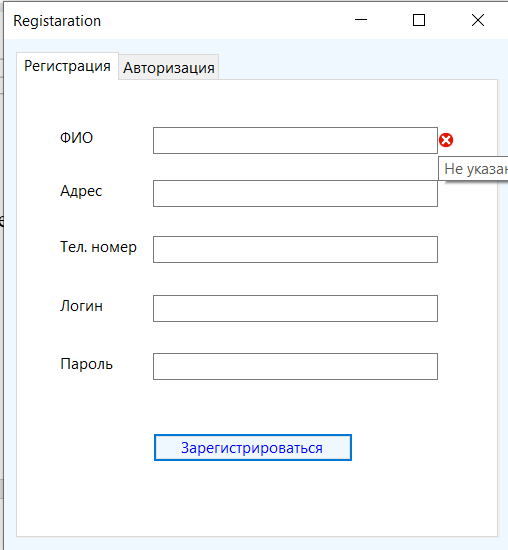 Registaration
Регистрация Авторизация
ФИО
Не указан
Адрес
Тел. номер
Логин
Пароль
Зарегистрироваться